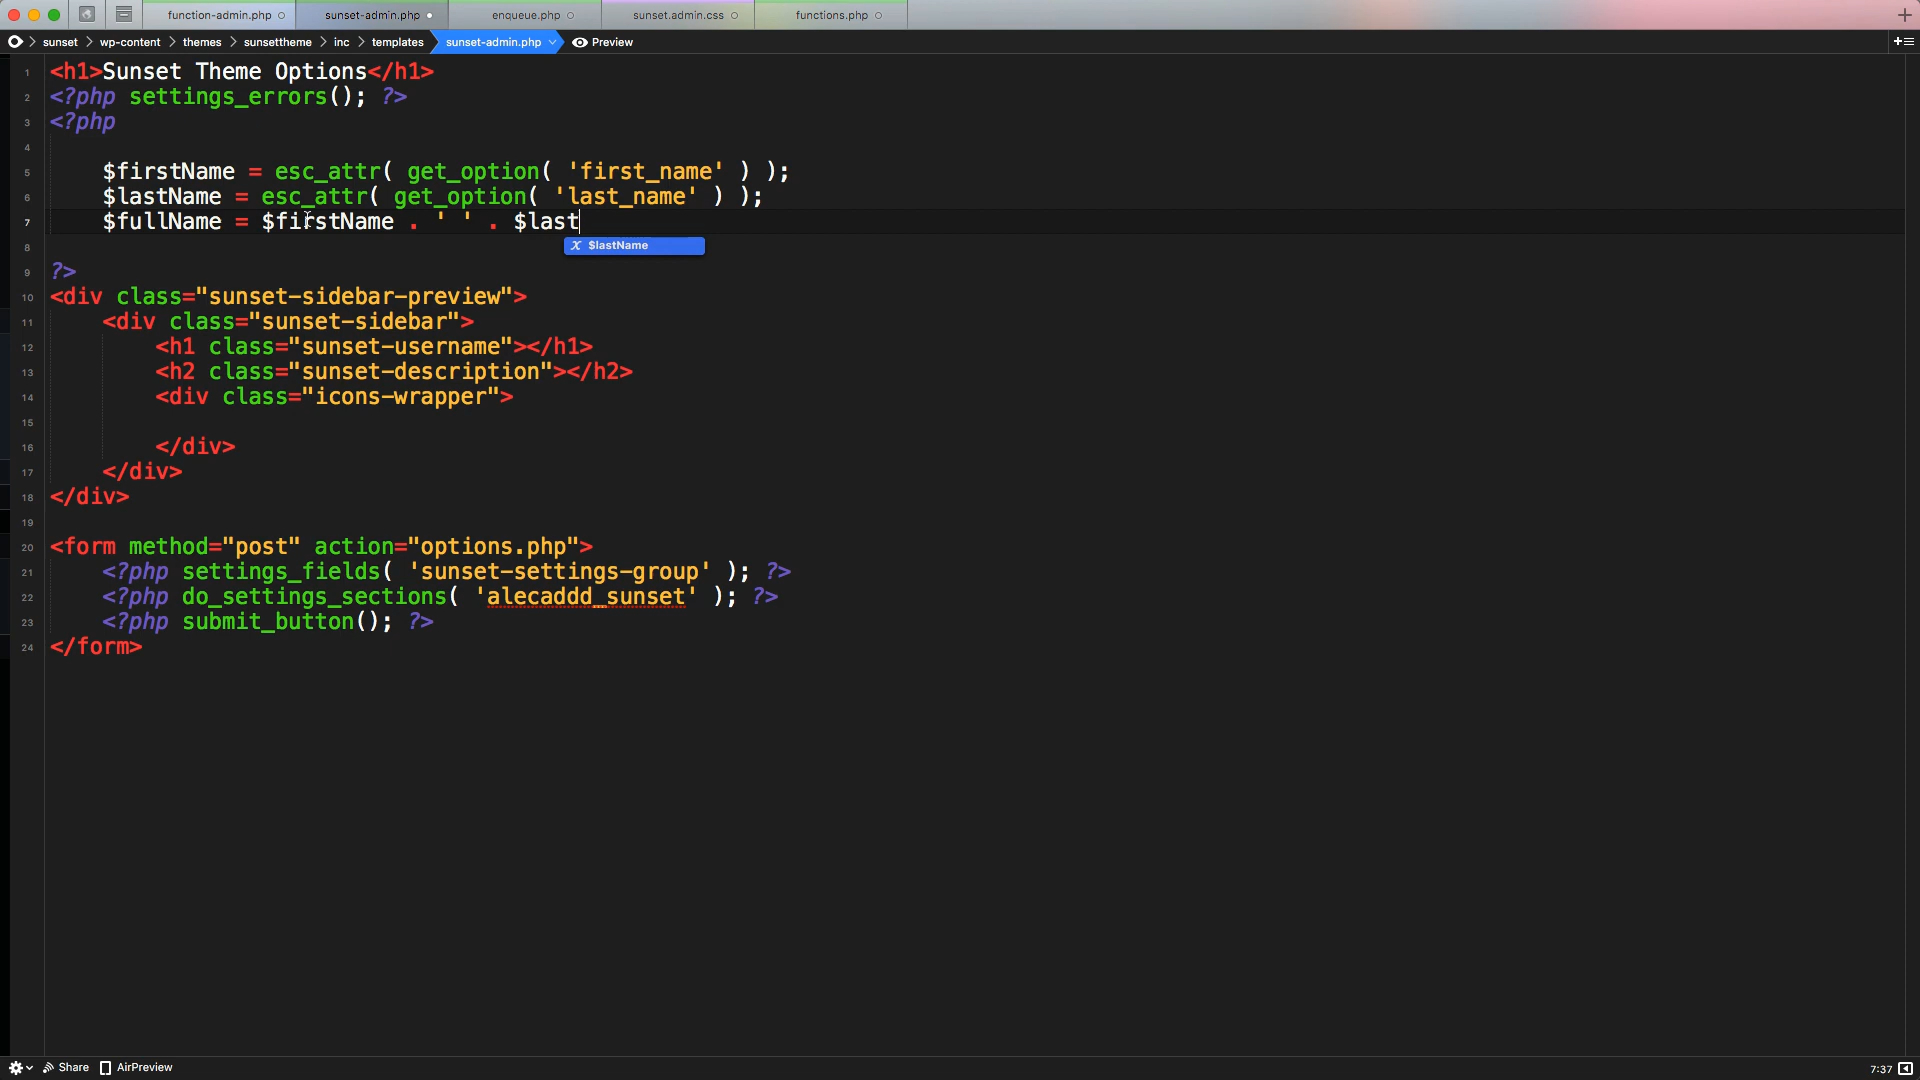 function-admin.php
sunset-admin.php
enqueue.php
sunset.admin.css
functions.php
sunset
wp-content
themes
sunsettheme
inc
templates
sunset-admin.php
Preview
1 <h1>Sunset Theme Options</h1>
2 <?php settings_errors(); ?>
3 <?php
4
5 $firstName = esc_attr( get_option( 'first_name' ) );
6 $lastName = esc_attr( get_option( 'last_name' ) );
7 $fullName = $firstName . ' ' . $last
$lastName
8
9 ?>
10 <div class="sunset-sidebar-preview">
11 <div class="sunset-sidebar">
12 <h1 class="sunset-username"></h1>
13 <h2 class="sunset-description"></h2>
14 <div class="icons-wrapper">
15
16 </div>
17 </div>
18 </div>
19
20 <form method="post" action="options.php">
21 <?php settings_fields( 'sunset-settings-group' ); ?>
22 <?php do_settings_sections( 'alecaddd_sunset' ); ?>
23 <?php submit_button(); ?>
24 </form>
Share
AirPreview
7:37